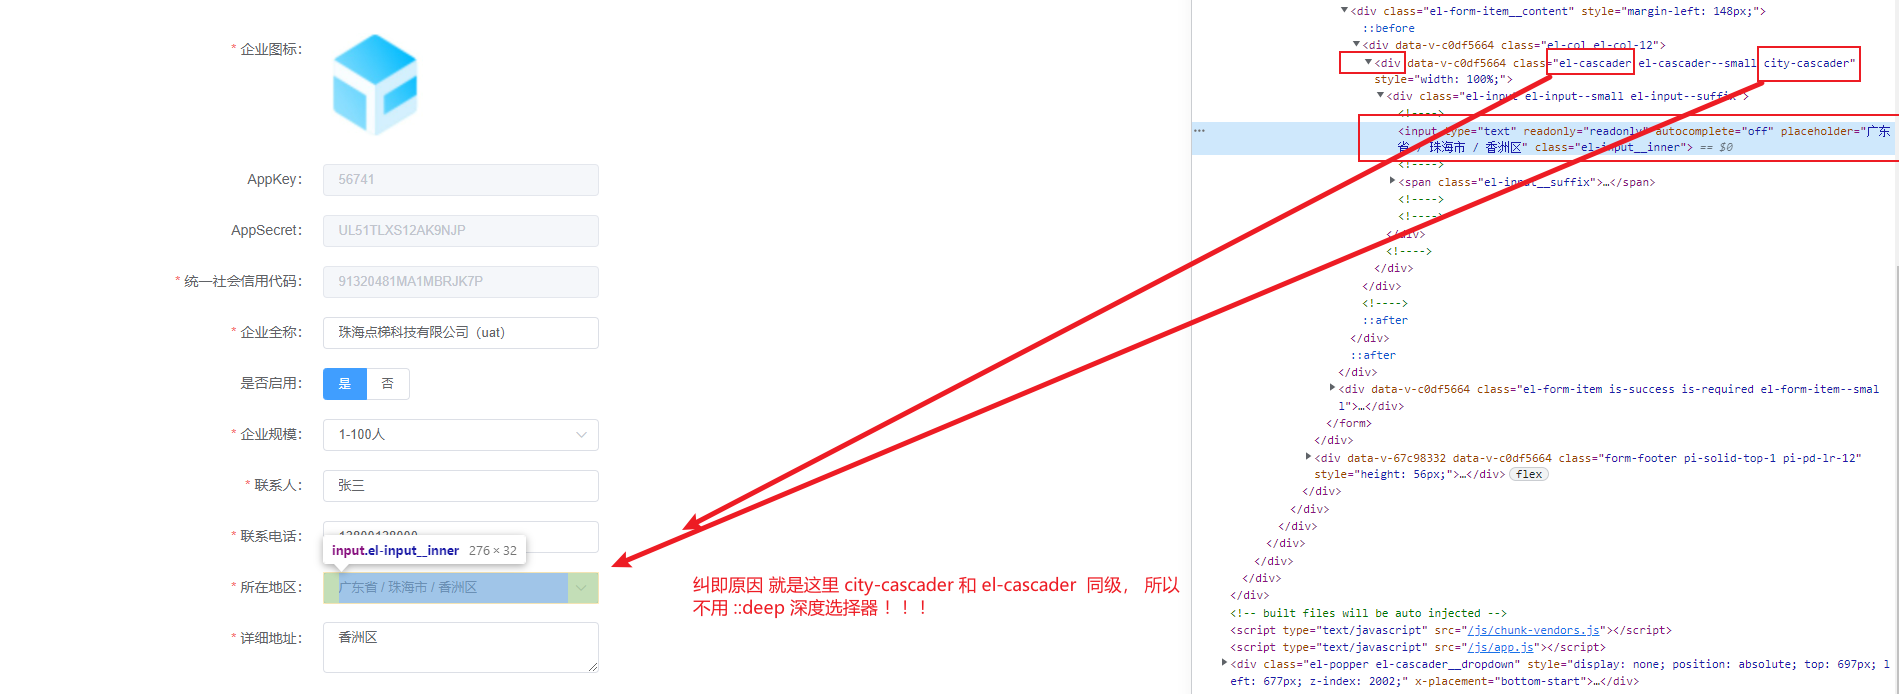 * 企业图标：
AppKey： 56741
AppSecret： UL51TLXS12AK9NJP
* 统一社会信用代码： 91320481MA1MBRJK7P
* 企业全称： 珠海点梯科技有限公司（uat）
是否启用： 是 否
* 企业规模： 1-100人
* 联系人： 张三
* 联系电话：
input.el-input__inner 276 × 32
* 所在地区： 广东省 / 珠海市 / 香洲区
* 详细地址： 香洲区
纠即原因 就是这里 city-cascader 和 el-cascader 同级， 所以
不用 ::deep 深度选择器！！！
<div class="el-form-item__content" style="margin-left: 148px;">
::before
<div data-v-c0df5664 class="el-col el-col-12">
<div data-v-c0df5664 class="el-cascader el-cascader--small city-cascader"
style="width: 100%;">
<div class="el-input el-input--small el-input--suffix">
<!---->
<input type="text" readonly="readonly" autocomplete="off" placeholder="广东
省 / 珠海市 / 香洲区" class="el-input__inner"> == $0
<!---->
<span class="el-input__suffix">…</span>
<!---->
<!---->
</div>
<!---->
</div>
</div>
<!---->
::after
</div>
::after
</div>
<div data-v-c0df5664 class="el-form-item is-success is-required el-form-item--smal
l">…</div>
</form>
</div>
<div data-v-67c98332 data-v-c0df5664 class="form-footer pi-solid-top-1 pi-pd-lr-12"
style="height: 56px;">…</div> flex
</div>
</div>
</div>
</div>
</div>
</div>
</div>
<!-- built files will be auto injected -->
<script type="text/javascript" src="/js/chunk-vendors.js"></script>
<script type="text/javascript" src="/js/app.js"></script>
<div class="el-popper el-cascader__dropdown" style="display: none; position: absolute; top: 697px; l
eft: 677px; z-index: 2002;" x-placement="bottom-start">…</div>